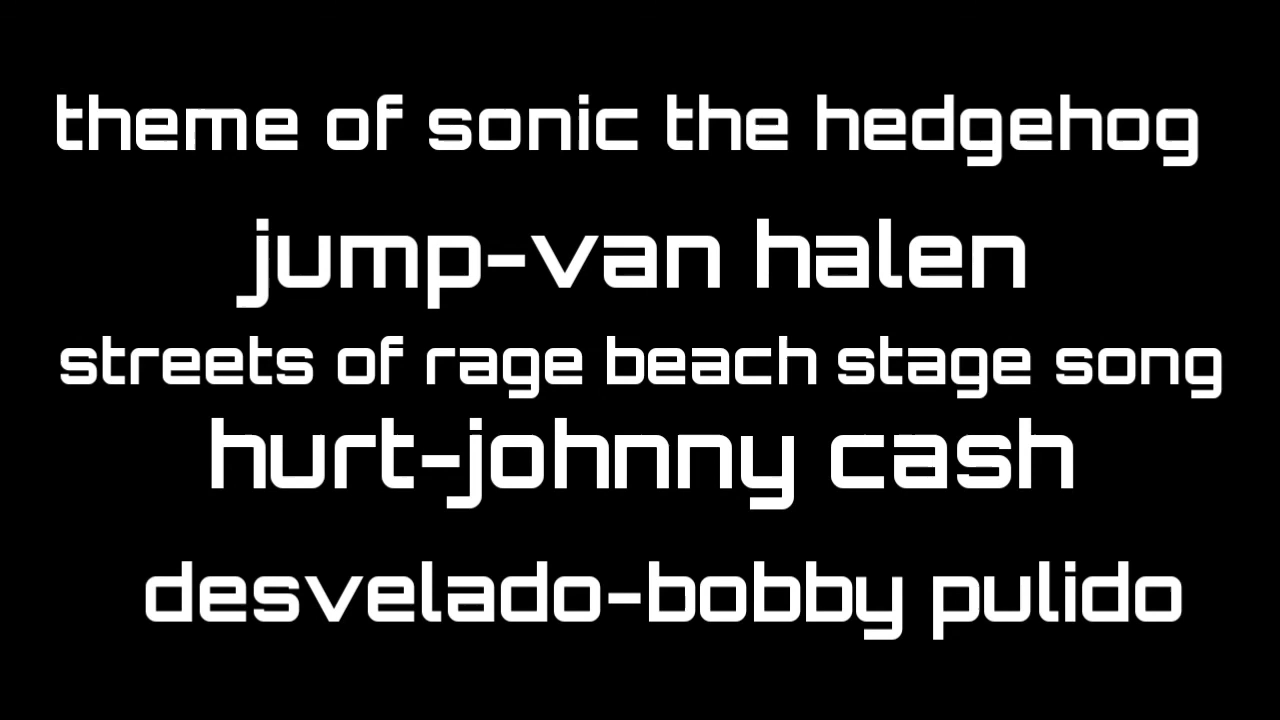 theme of sonic the hedgehog
jump-van halen
streets of rage beach stage song
hurt-johnny cash
desvelado-bobby pulido